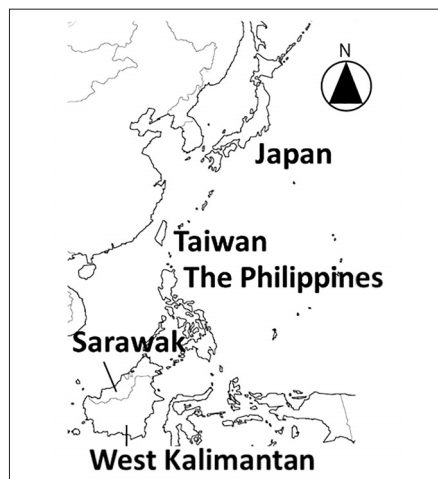 N
Japan
Taiwan
The Philippines
Sarawak
West Kalimantan